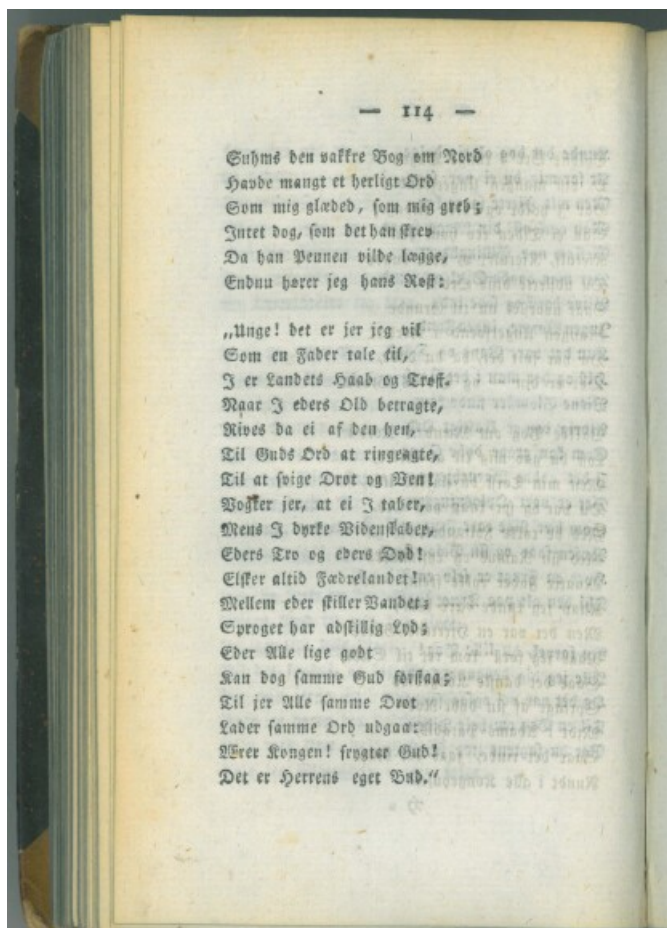 — 114 —
Suhms den vakkre Bog om Nord
Havde mangt et herligt Ord
Som mig glæded, som mig greb;
Intet dog, som det han skrev
Da han Pennen vilde lægge,
Endnu hører jeg hans Røst:
„Unge! det er jer jeg vil
Som en Fader tale til,
I er Landets Haab og Trøst.
Naar I eders Old betragte,
Rives da ei af den hen,
Til Guds Ord at ringeagte,
Til at svige Drot og Ven!
Vogter jer, at ei I taber,
Mens I dyrke Videnskaber,
Eders Tro og eders Dyd!
Elsker altid Fædrelandet!
Mellem eder skiller Vandet;
Sproget har adskillig Lyd;
Eder Alle lige godt
Kan dog samme Gud forstaa;
Til jer Alle samme Drot
Lader samme Ord udgaa:
Ærer Kongen! frygter Gud!
Det er Herrens eget Bud.“